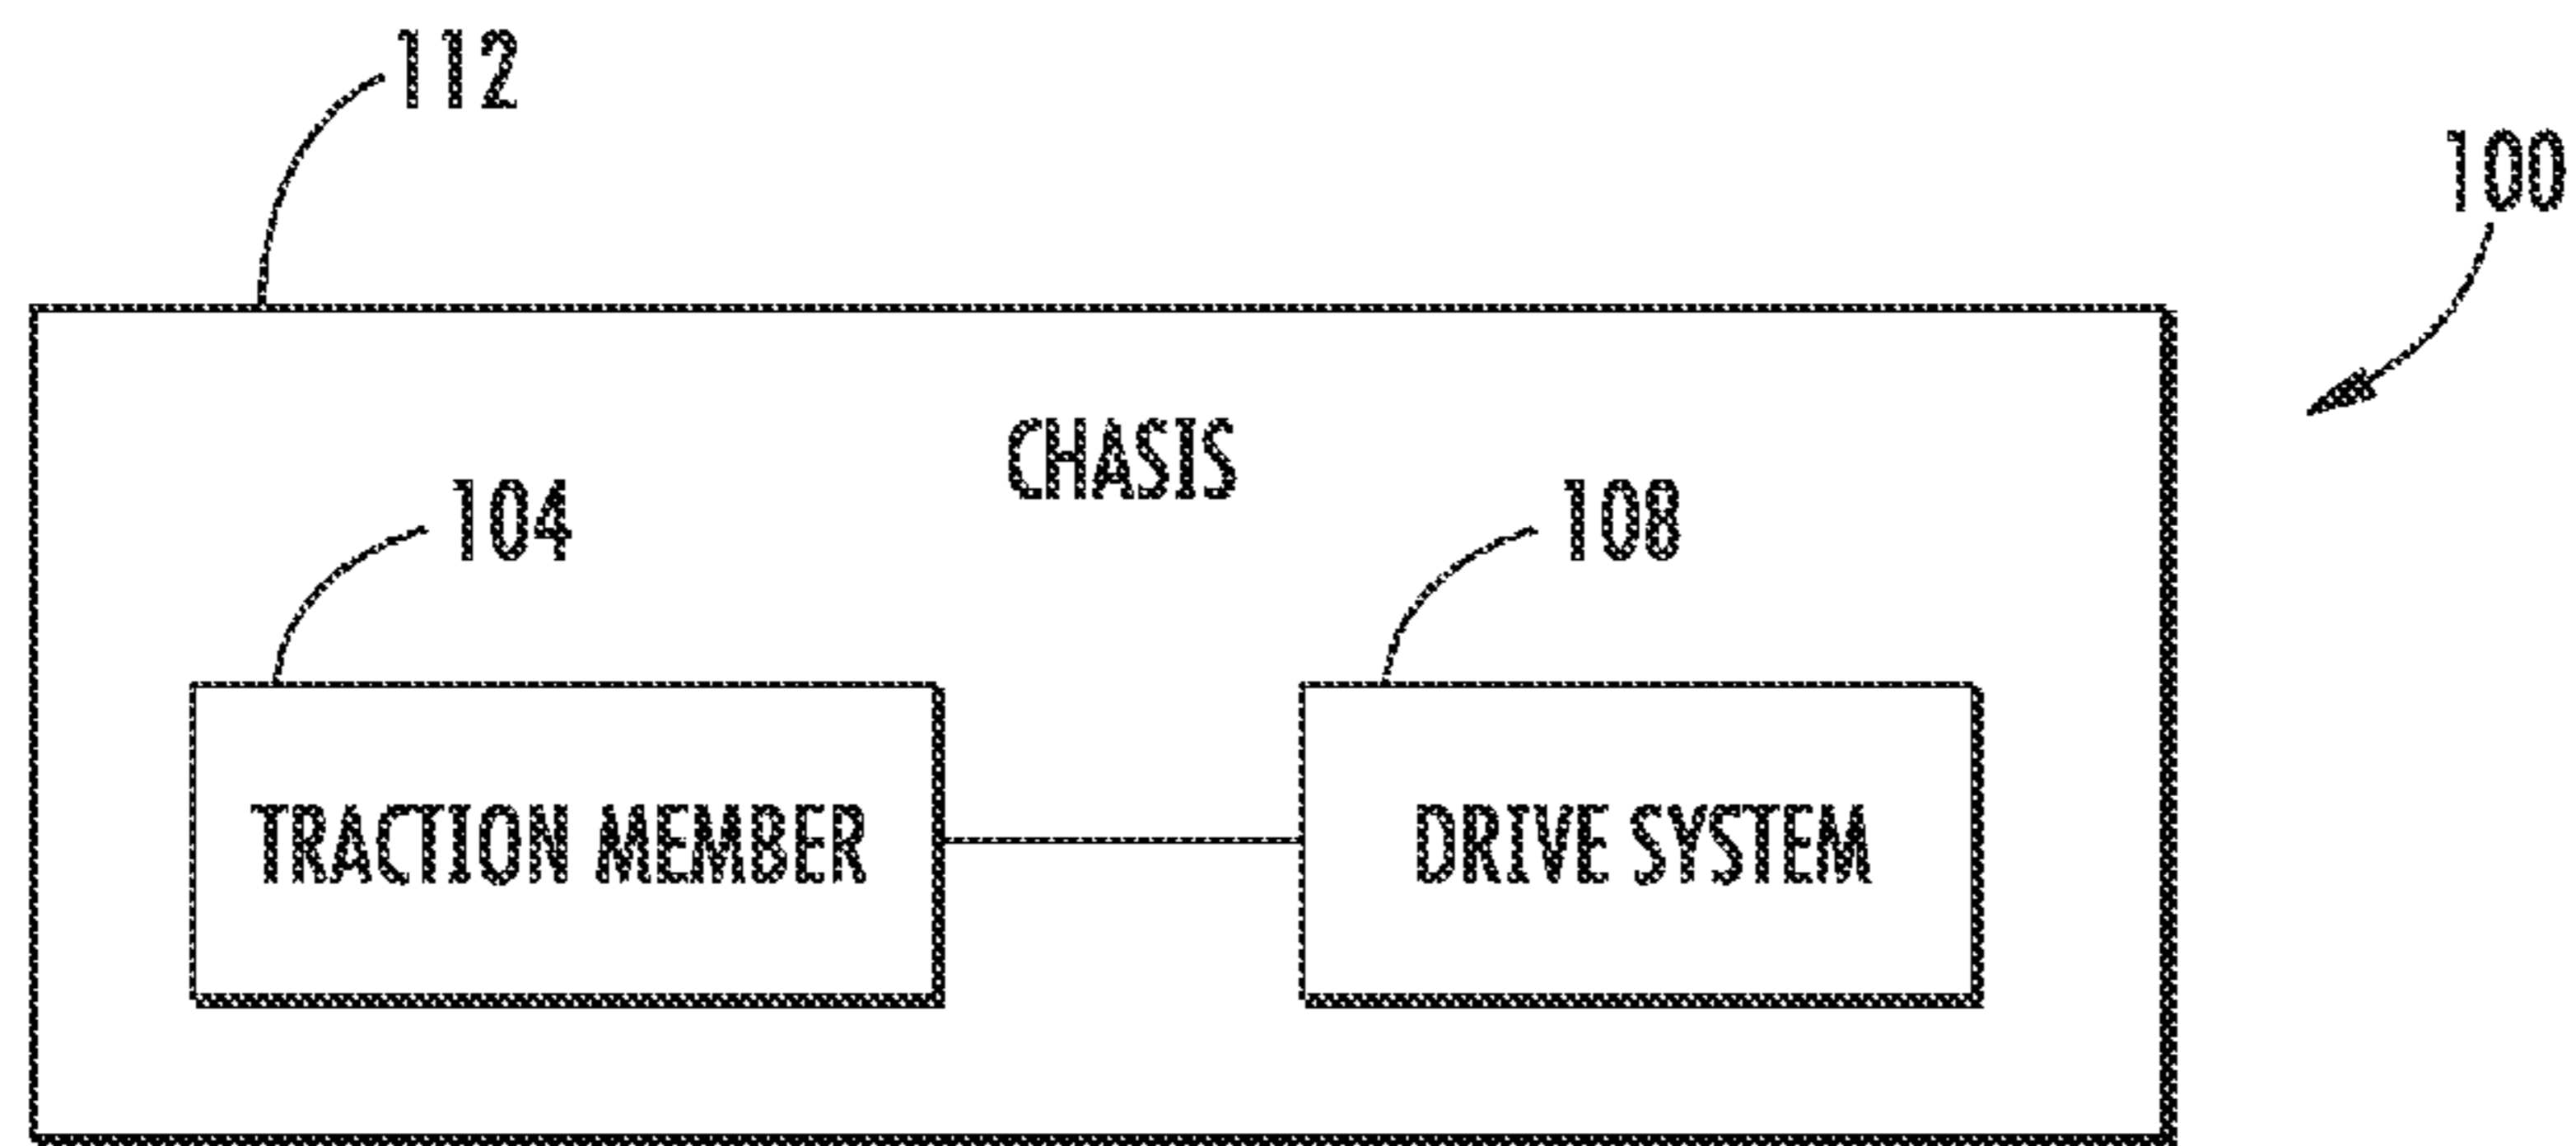 112
100
CHASIS
104
108
TRACTION MEMBER
DRIVE SYSTEM